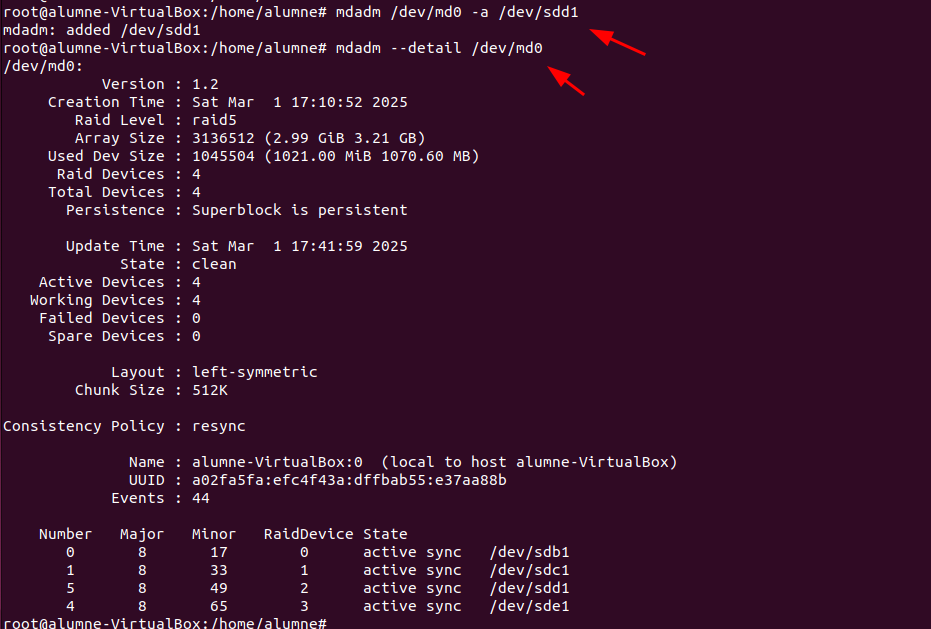 root@alumne-VirtualBox:/home/alumne# mdadm /dev/md0 -a /dev/sdd1
mdadm: added /dev/sdd1
root@alumne-VirtualBox:/home/alumne# mdadm --detail /dev/md0
/dev/md0:
           Version : 1.2
     Creation Time : Sat Mar  1 17:10:52 2025
        Raid Level : raid5
        Array Size : 3136512 (2.99 GiB 3.21 GB)
     Used Dev Size : 1045504 (1021.00 MiB 1070.60 MB)
      Raid Devices : 4
     Total Devices : 4
       Persistence : Superblock is persistent

       Update Time : Sat Mar  1 17:41:59 2025
             State : clean
    Active Devices : 4
   Working Devices : 4
    Failed Devices : 0
     Spare Devices : 0

            Layout : left-symmetric
        Chunk Size : 512K

Consistency Policy : resync

              Name : alumne-VirtualBox:0  (local to host alumne-VirtualBox)
              UUID : a02fa5fa:efc4f43a:dffbab55:e37aa88b
            Events : 44

    Number   Major   Minor   RaidDevice State
       0       8       17        0      active sync   /dev/sdb1
       1       8       33        1      active sync   /dev/sdc1
       5       8       49        2      active sync   /dev/sdd1
       4       8       65        3      active sync   /dev/sde1
root@alumne-VirtualBox:/home/alumne#